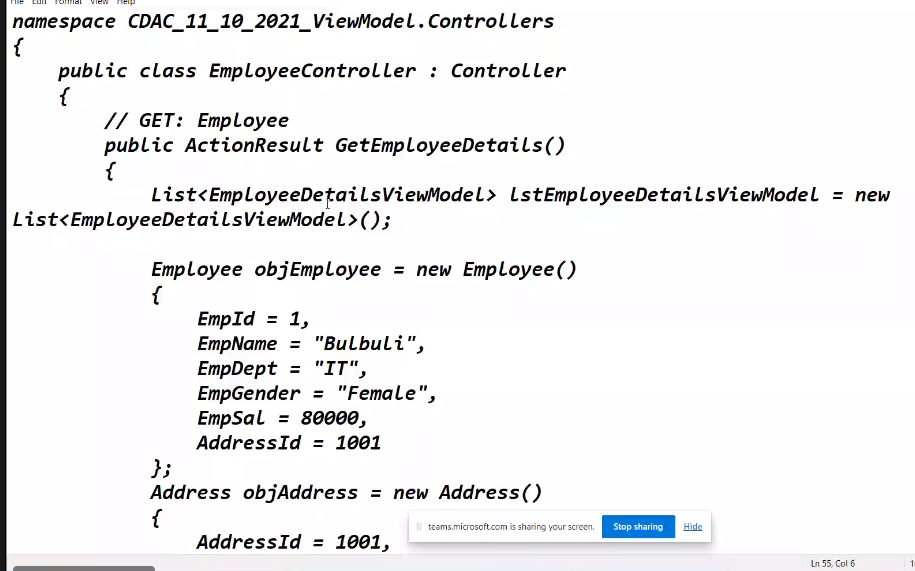 File Edit Format View Help
namespace CDAC_11_10_2021_ViewModel.Controllers
{
    public class EmployeeController : Controller
    {
        // GET: Employee
        public ActionResult GetEmployeeDetails()
        {
            List<EmployeeDetailsViewModel> lstEmployeeDetailsViewModel = new
List<EmployeeDetailsViewModel>();
            Employee objEmployee = new Employee()
            {
                EmpId = 1,
                EmpName = "Bulbuli",
                EmpDept = "IT",
                EmpGender = "Female",
                EmpSal = 80000,
                AddressId = 1001
            };
            Address objAddress = new Address()
            {
                AddressId = 1001,
teams.microsoft.com is sharing your screen. Stop sharing Hide
Ln 55, Col 6